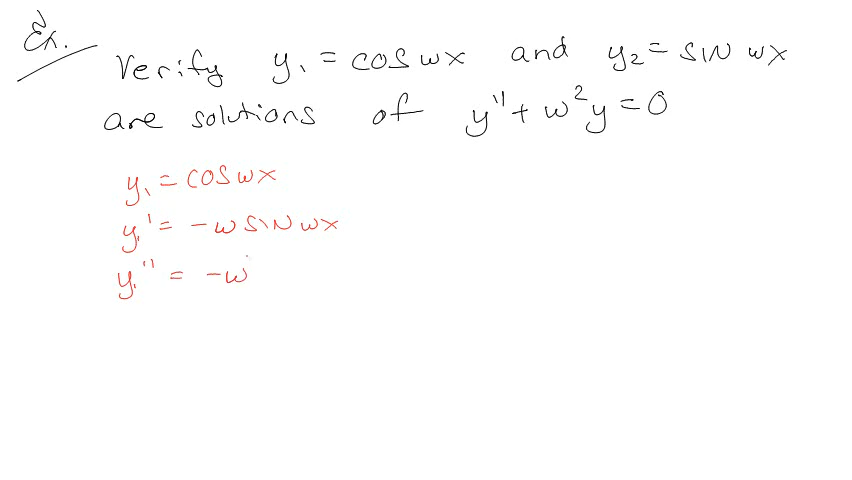 Ex. Verify y₁ = cos wx and y₂ = sin wx
are solutions of y'' + w²y = 0
y₁ = cos wx
y₁' = -w sin wx
y₁'' = -w